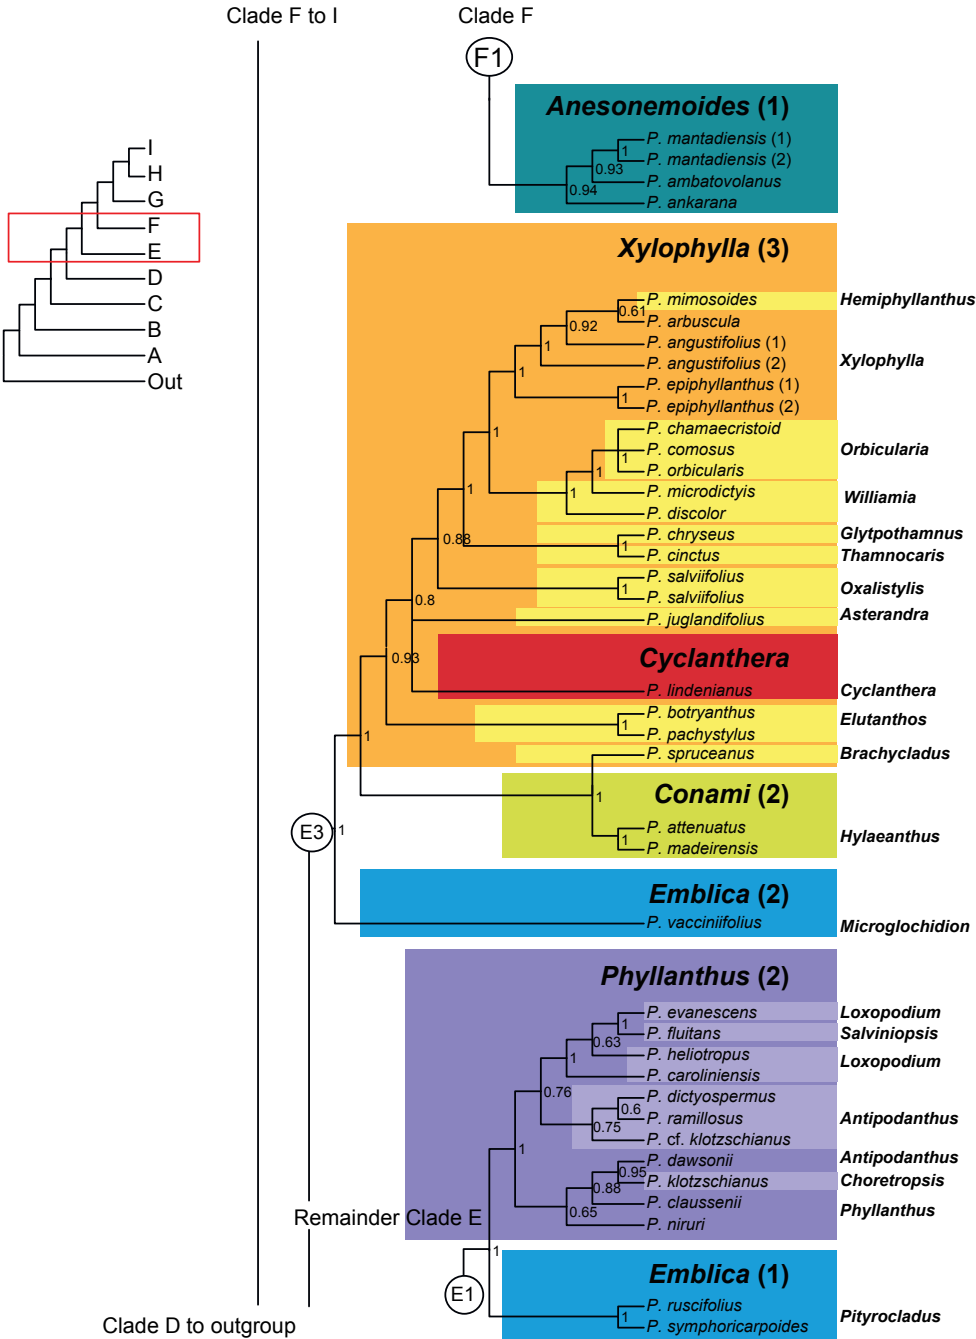 Clade F to I
Clade F
F1
Anesonemoides (1)
P. mantadiensis (1)
1
P. mantadiensis (2)
0.93
P. ambatovolanus
0.94
P. ankarana
I
H
G
F
E
D
C
B
A
Out
Xylophylla (3)
P. mimosoides
Hemiphyllanthus
0.61
P. arbuscula
0.92
P. angustifolius (1)
1
P. angustifolius (2)
Xylophylla
1
P. epiphyllanthus (1)
1
P. epiphyllanthus (2)
P. chamaecristoid
1
P. comosus
Orbicularia
1
P. orbicularis
1
P. microdictyis
Williamia
1
P. discolor
0.88
P. chryseus
Glytpothamnus
1
P. cinctus
Thamnocaris
P. salviifolius
1
Oxalistylis
P. salviifolius
0.8
P. juglandifolius
Asterandra
0.93
Cyclanthera
P. lindenianus
Cyclanthera
P. botryanthus
1
Elutanthos
P. pachystylus
1
P. spruceanus
Brachycladus
Conami (2)
1
P. attenuatus
1
Hylaeanthus
P. madeirensis
E3
1
Emblica (2)
P. vacciniifolius
Microglochidion
Phyllanthus (2)
P. evanescens
Loxopodium
1
P. fluitans
Salviniopsis
0.63
P. heliotropus
Loxopodium
1
P. caroliniensis
0.76
P. dictyospermus
0.6
P. ramillosus
Antipodanthus
0.75
P. cf. klotzschianus
1
P. dawsonii
Antipodanthus
0.95
P. klotzschianus
Choretropsis
0.88
P. claussenii
Phyllanthus
0.65
P. niruri
Remainder Clade E
1
E1
Emblica (1)
P. ruscifolius
1
Pityrocladus
P. symphoricarpoides
Clade D to outgroup